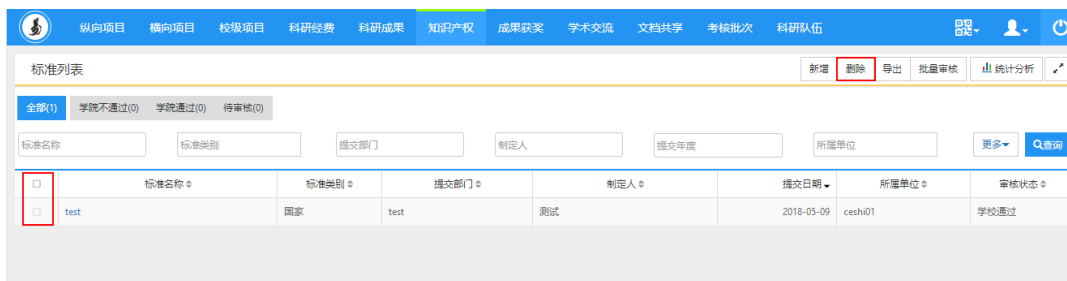 纵向项目 横向项目 校级项目 科研经费 科研成果 知识产权 成果获奖 学术交流 文档共享 考核批次 科研队伍
标准列表 新增 删除 导出 批量审核 统计分析
全部(1) 学院不通过(0) 学院通过(0) 待审核(0)
标准名称 标准类别 提交部门 制定人 提交年度 所属单位 更多 查询
标准名称 标准类别 提交部门 制定人 提交日期 所属单位 审核状态
test 国家 test 测试 2018-05-09 ceshi01 学校通过